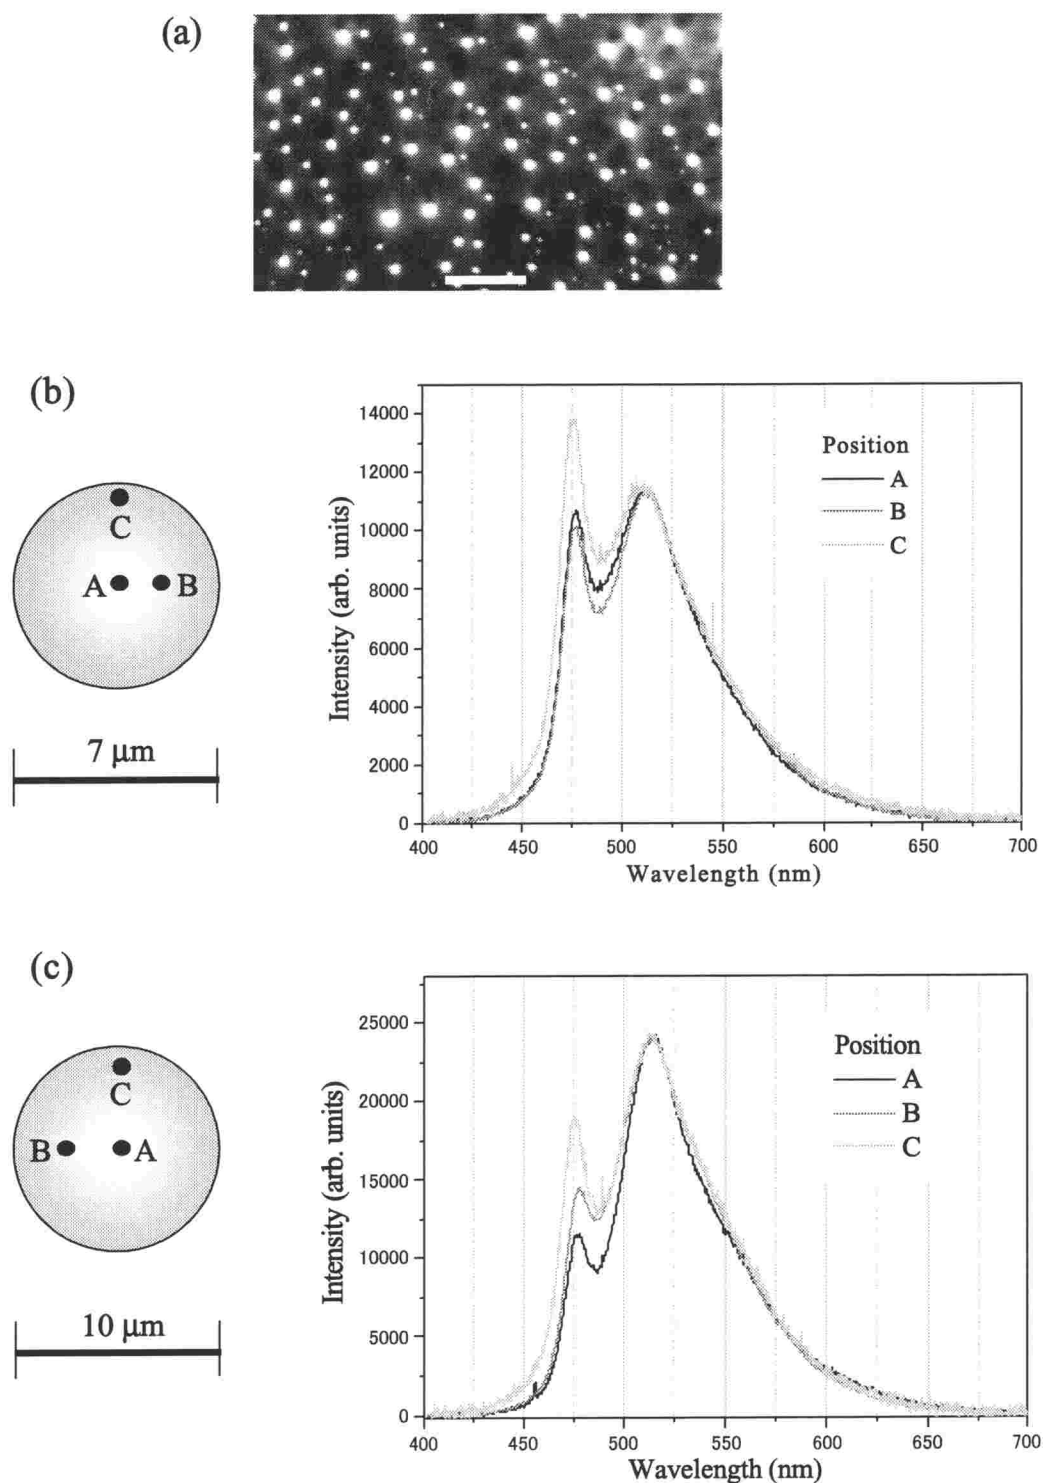 (a)
(b)
C
A
B
7 μm
14000
12000
10000
8000
6000
4000
2000
0
Intensity (arb. units)
Position
A
B
C
400
450
500
550
600
650
700
Wavelength (nm)
(c)
C
B
A
10 μm
25000
20000
15000
10000
5000
0
Intensity (arb. units)
Position
A
B
C
400
450
500
550
600
650
700
Wavelength (nm)